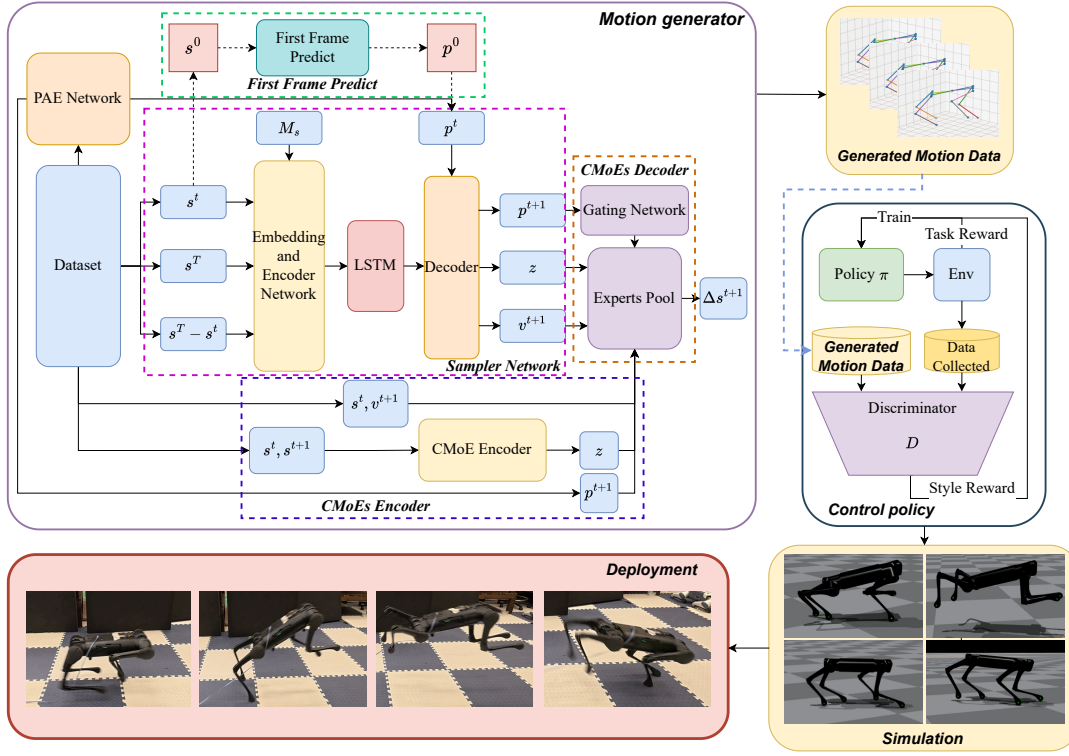 Motion generator
s^0
First Frame
Predict
p^0
First Frame Predict
PAE Network
M_s
p^t
CMoEs Decoder
Dataset
s^t
s^T
s^T − s^t
Embedding
and
Encoder
Network
LSTM
Decoder
p^{t+1}
z
v^{t+1}
Gating Network
Experts Pool
Δs^{t+1}
Sampler Network
s^t, v^{t+1}
s^t, s^{t+1}
CMoE Encoder
z
p^{t+1}
CMoEs Encoder
Generated Motion Data
Train
Task Reward
Policy π
Env
Generated
Motion Data
Data
Collected
Discriminator
D
Style Reward
Control policy
Deployment
Simulation